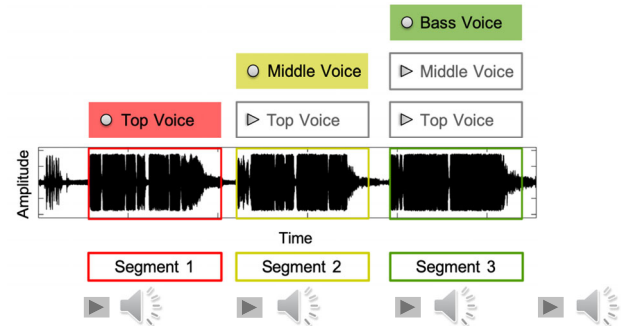 Bass Voice
Middle Voice
Middle Voice
Top Voice
Top Voice
Top Voice
Amplitude
Time
Segment 1
Segment 2
Segment 3